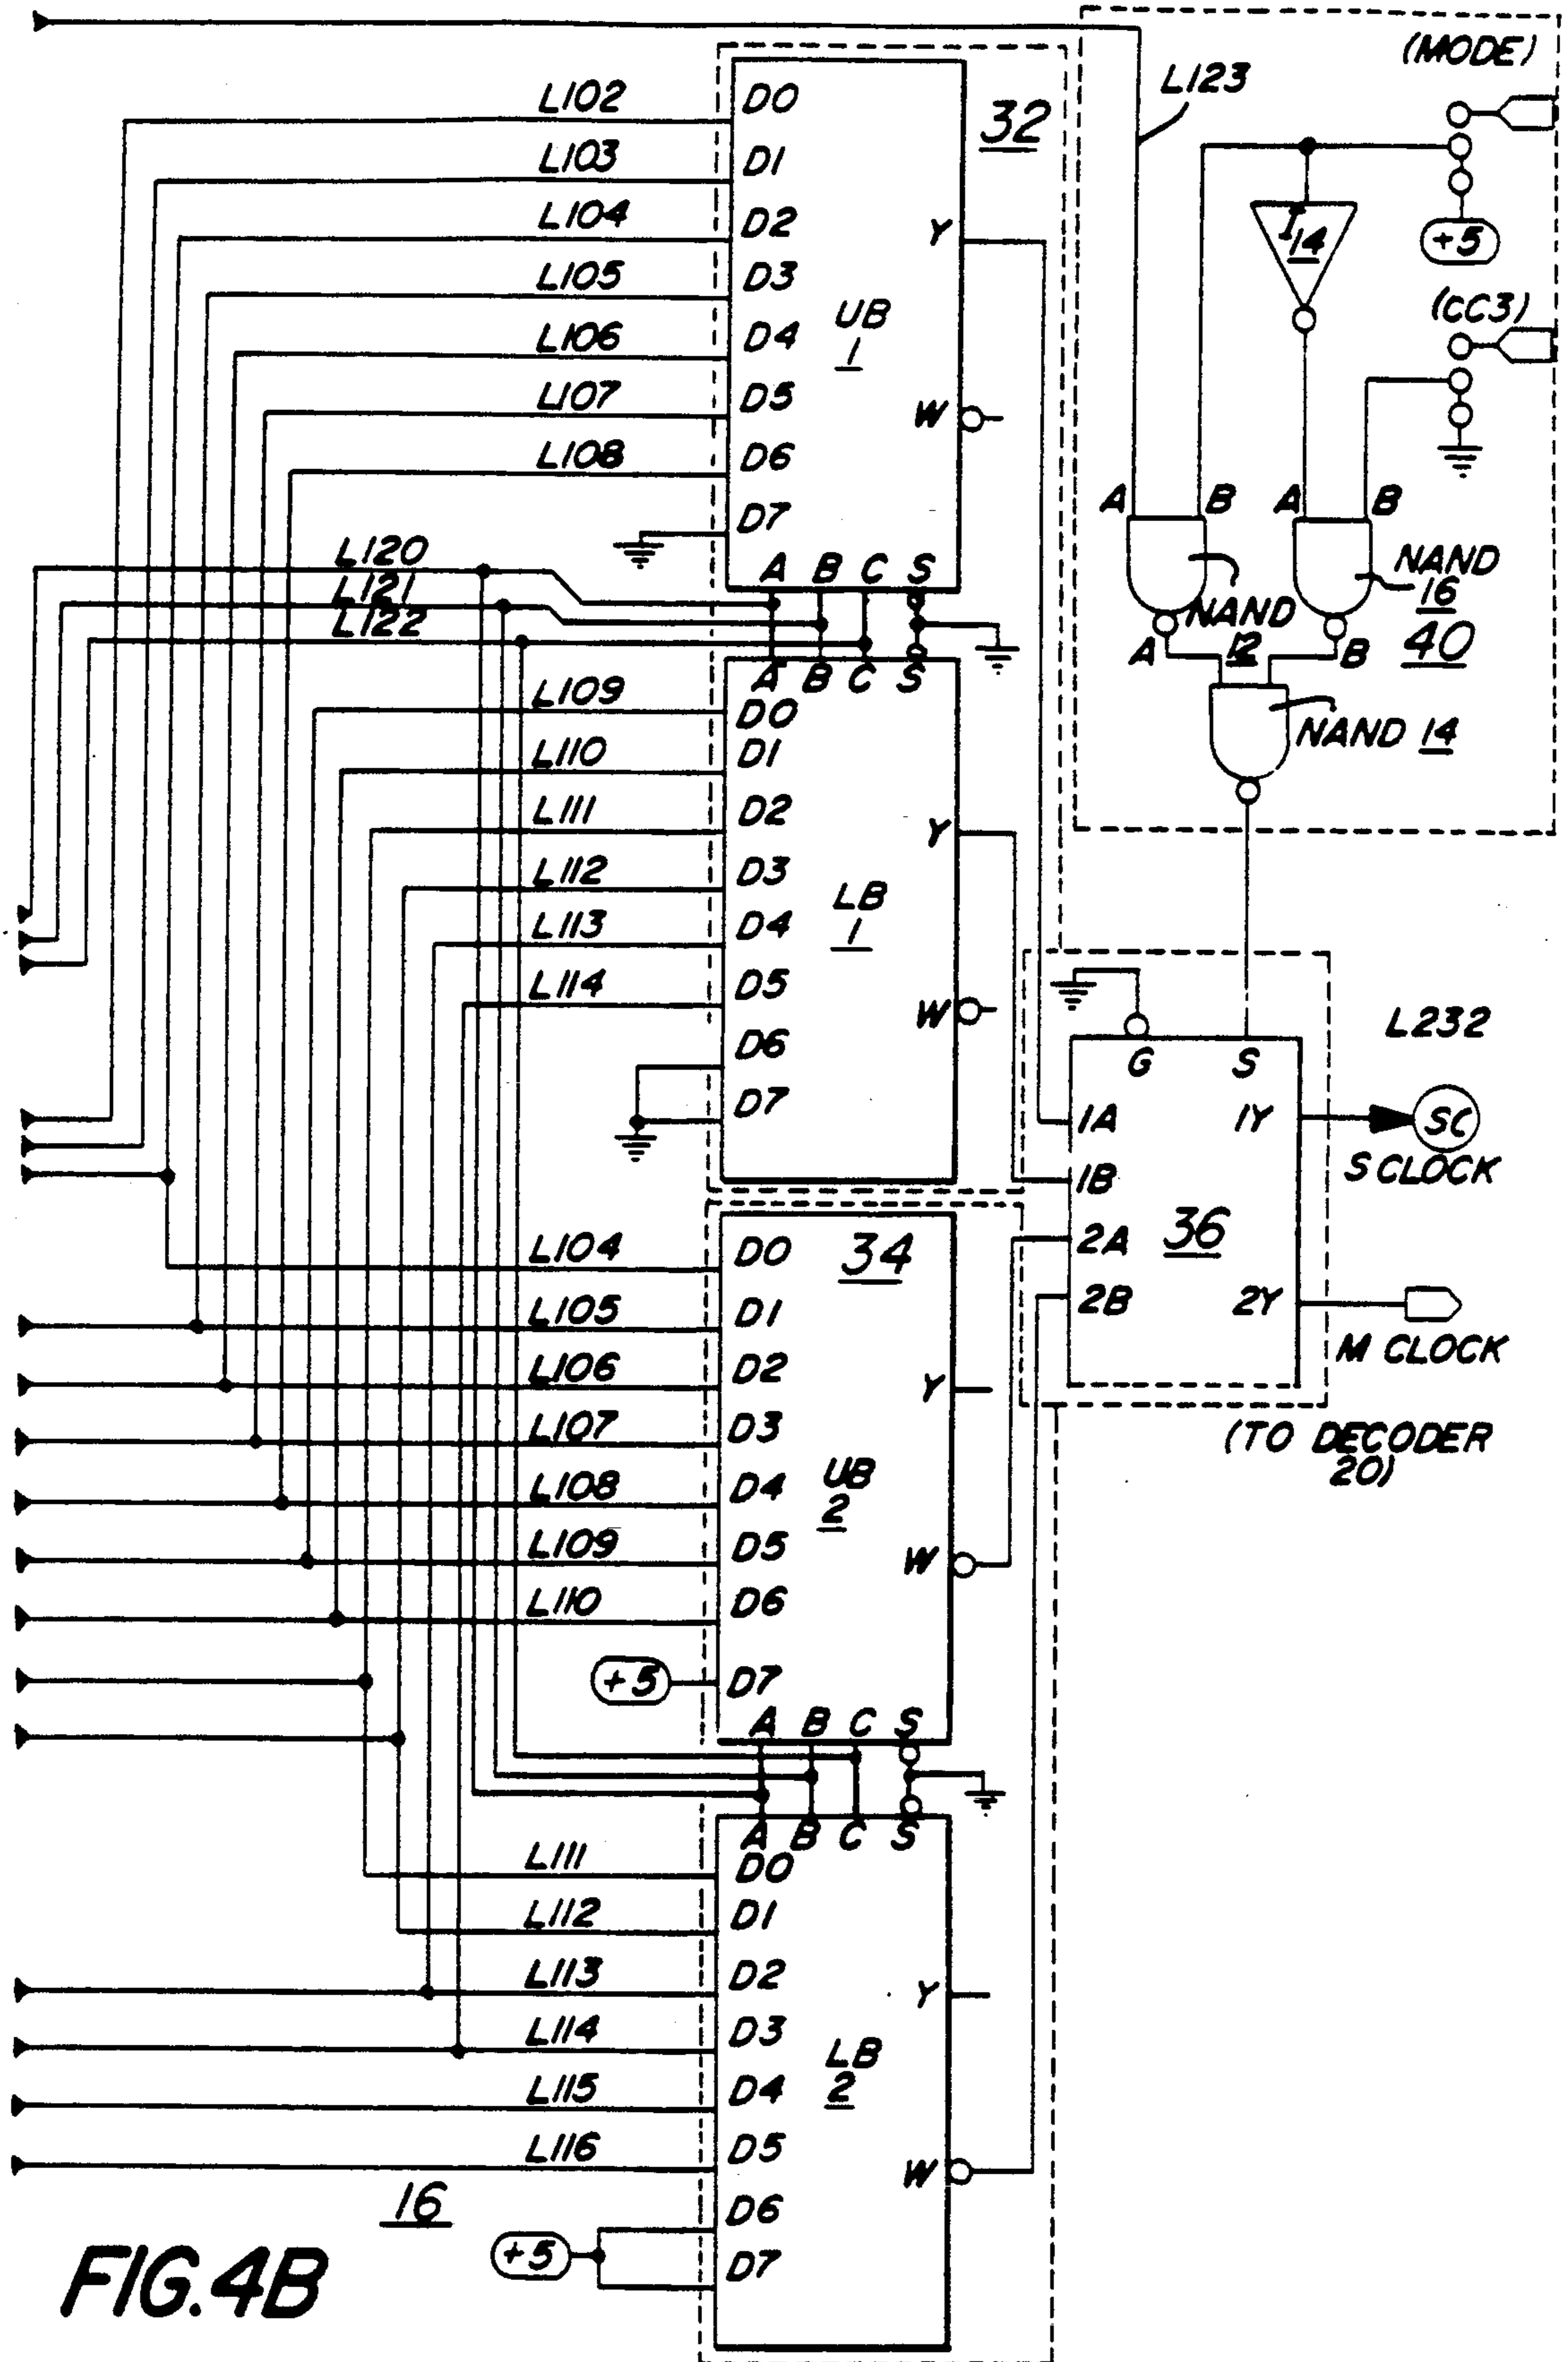 (MODE)
L123
+5
I 14
(CC3)
A B A B
NAND 12
NAND 16
40
A B
NAND 14
32
L102 D0
L103 D1
L104 D2
L105 D3
L106 D4
L107 D5
L108 D6
D7
Y
UB 1
W
A B C S
L120
L121
L122
A B C S
L109 D0
L110 D1
L111 D2
L112 D3
L113 D4
L114 D5
D6
D7
Y
LB 1
W
G S
L232
1A 1Y
SC
S CLOCK
1B
2A 36
2B 2Y
M CLOCK
(TO DECODER
20)
34
L104 D0
L105 D1
L106 D2
L107 D3
L108 D4
L109 D5
L110 D6
+5 D7
Y
UB 2
W
A B C S
A B C S
L111 D0
L112 D1
L113 D2
L114 D3
L115 D4
L116 D5
D6
+5 D7
Y
LB 2
W
16
FIG.4B